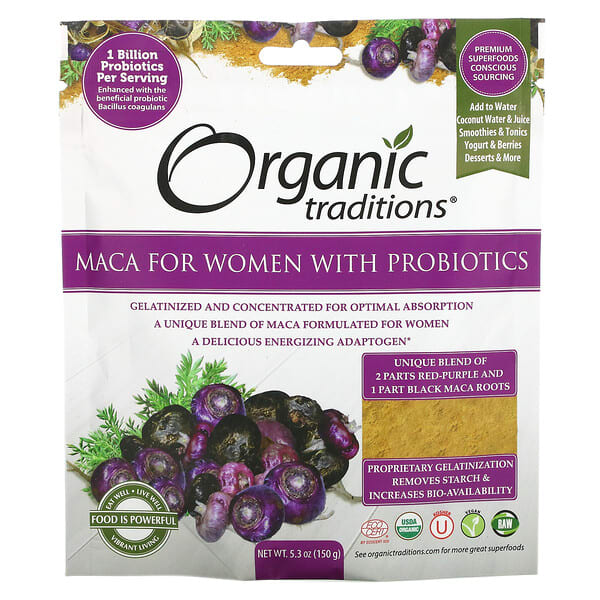 1 Billion
Probiotics
Per Serving
Enhanced with the
beneficial probiotic
Bacillus coagulans
PREMIUM
SUPERFOODS
CONSCIOUS
SOURCING
Add to Water
Coconut Water & Juice
Smoothies & Tonics
Yogurt & Berries
Desserts & More
Organic
traditions®
MACA FOR WOMEN WITH PROBIOTICS
GELATINIZED AND CONCENTRATED FOR OPTIMAL ABSORPTION
A UNIQUE BLEND OF MACA FORMULATED FOR WOMEN
A DELICIOUS ENERGIZING ADAPTOGEN*
UNIQUE BLEND OF
2 PARTS RED-PURPLE AND
1 PART BLACK MACA ROOTS
PROPRIETARY GELATINIZATION
REMOVES STARCH &
INCREASES BIO-AVAILABILITY
EAT WELL • LIVE WELL
FOOD IS POWERFUL
VIBRANT LIVING
ECO
CERT
USDA
ORGANIC
KOSHER
U
VEGAN
RAW
NET WT. 5.3 oz (150 g)
See organictraditions.com for more great superfoods